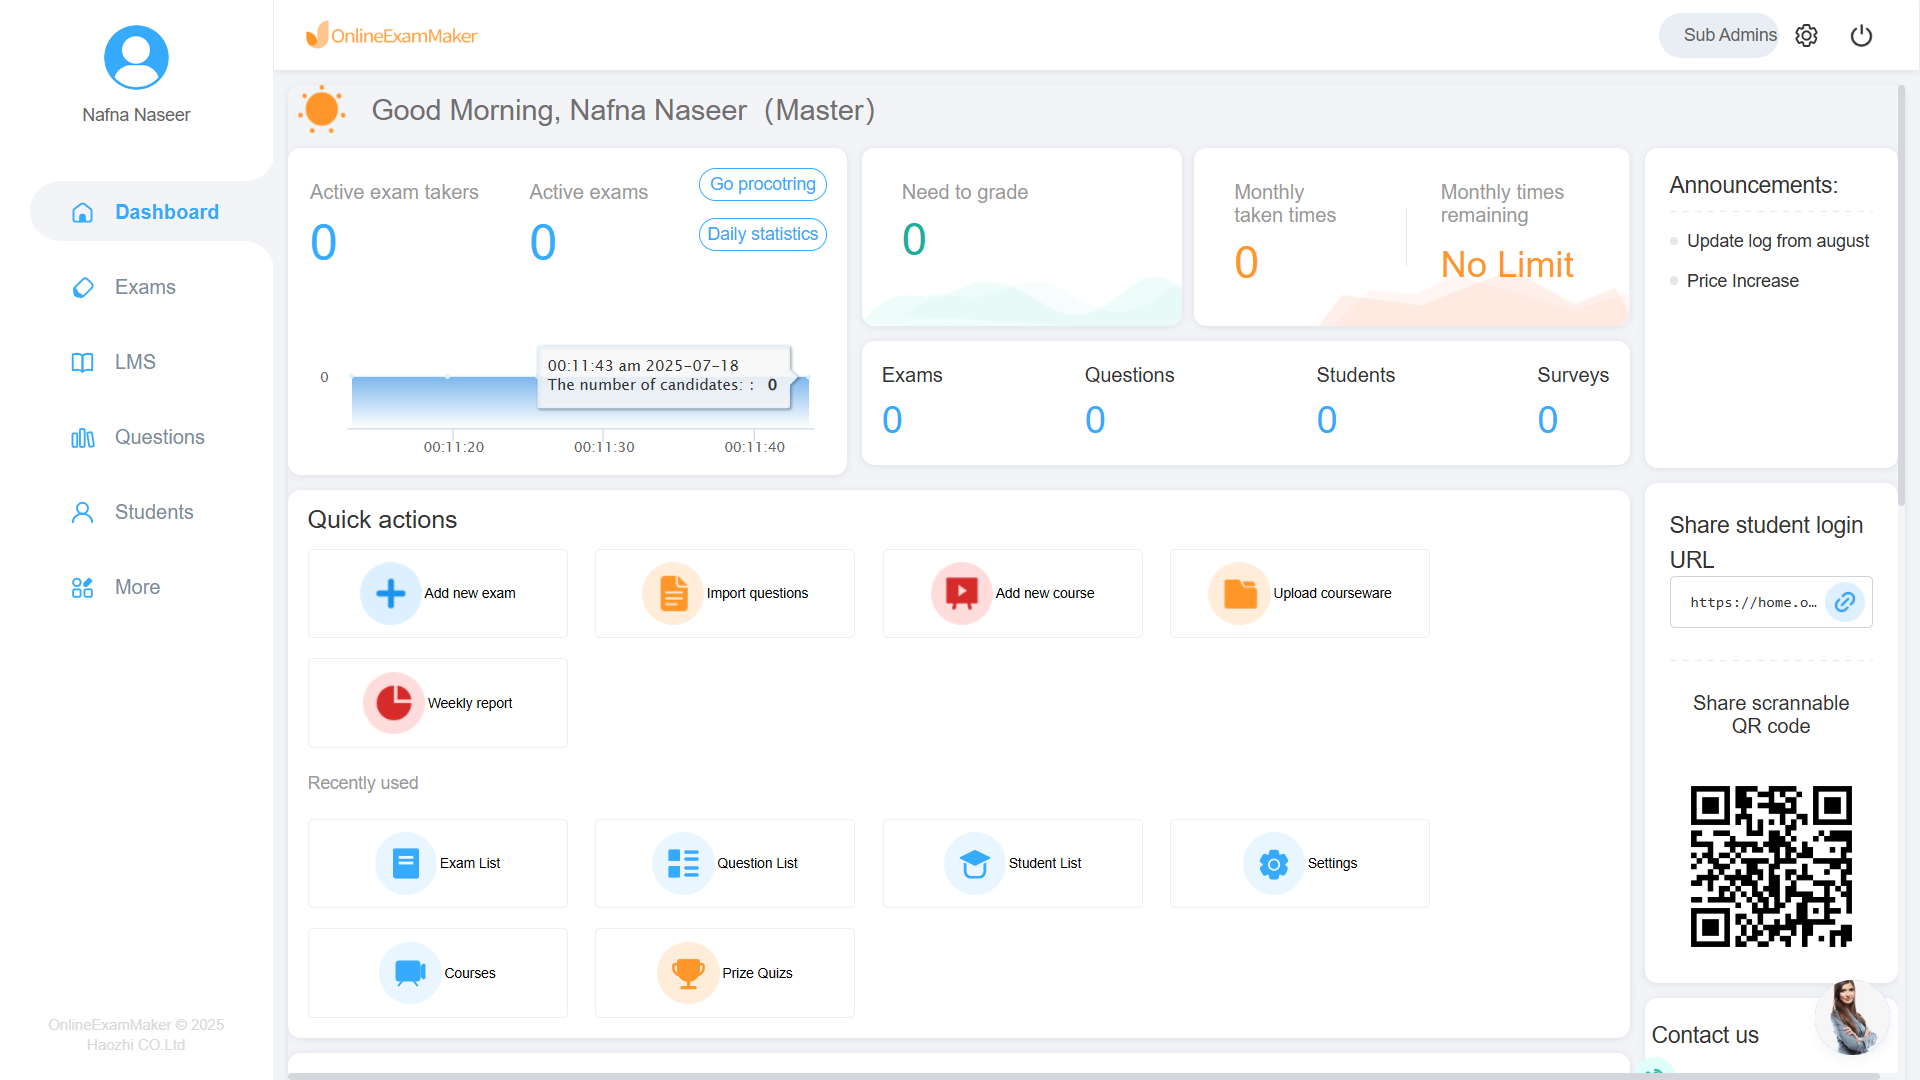 Nafna Naseer
Dashboard
Exams
LMS
Questions
Students
More
OnlineExamMaker © 2025
Haozhi CO.Ltd
OnlineExamMaker
Sub Admins
Good Morning, Nafna Naseer（Master）
Active exam takers
0
Active exams
0
Go procotring
Daily statistics
0
00:11:43 am 2025-07-18
The number of candidates: : 0
00:11:20
00:11:30
00:11:40
Need to grade
0
Monthly
taken times
0
Monthly times
remaining
No Limit
Exams
0
Questions
0
Students
0
Surveys
0
Announcements:
Update log from august
Price Increase
Quick actions
Add new exam
Import questions
Add new course
Upload courseware
Weekly report
Recently used
Exam List
Question List
Student List
Settings
Courses
Prize Quizs
Share student login
URL
https://home.o...
Share scrannable
QR code
Contact us